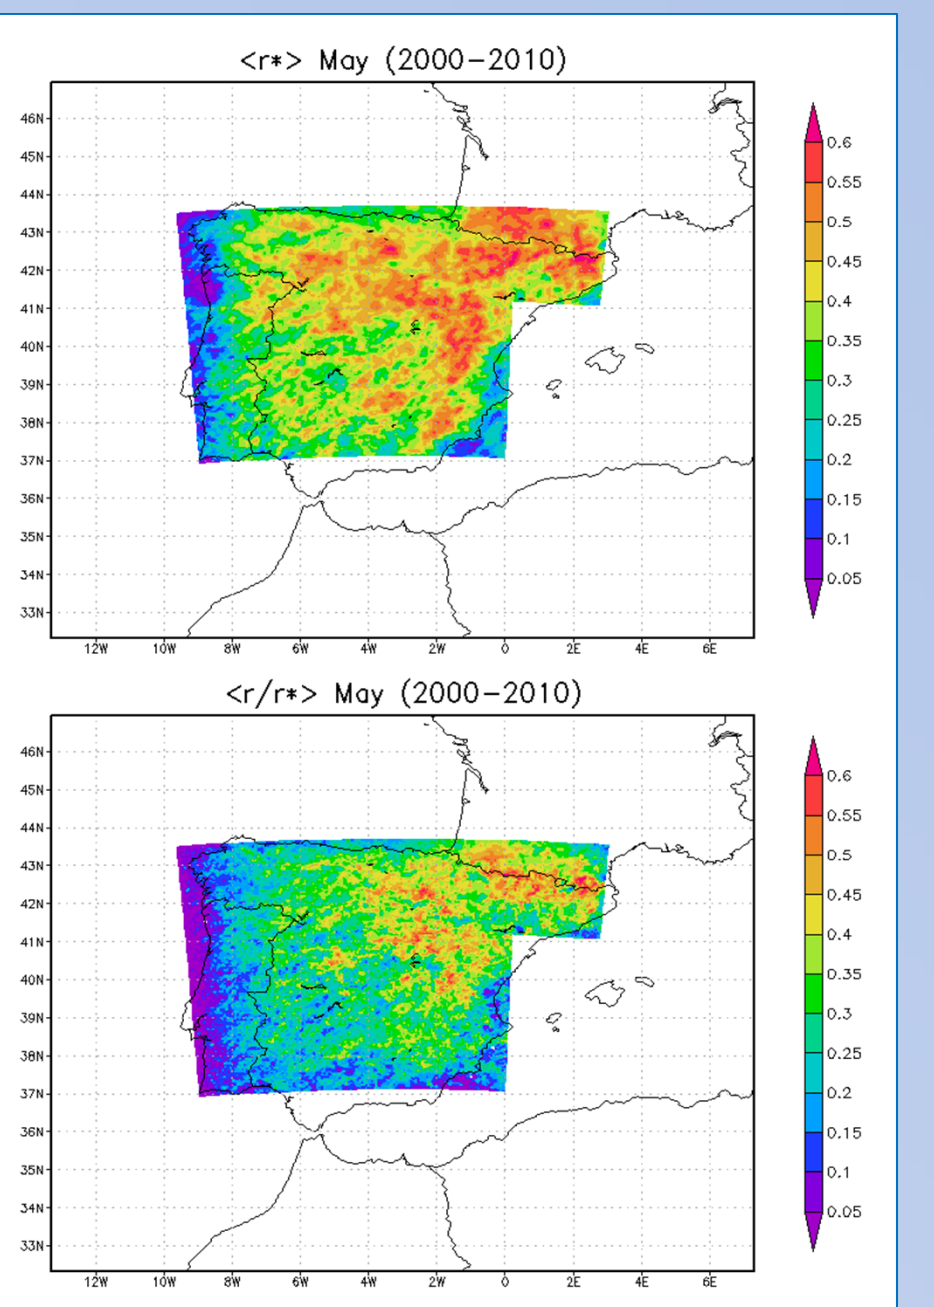 <r*> May (2000-2010)
46N
45N
44N
43N
42N
41N
40N
39N
38N
37N
36N
35N
34N
33N
12W 10W 8W 6W 4W 2W 0 2E 4E 6E
0.6
0.55
0.5
0.45
0.4
0.35
0.3
0.25
0.2
0.15
0.1
0.05
<r/r*> May (2000-2010)
46N
45N
44N
43N
42N
41N
40N
39N
38N
37N
36N
35N
34N
33N
12W 10W 8W 6W 4W 2W 0 2E 4E 6E
0.6
0.55
0.5
0.45
0.4
0.35
0.3
0.25
0.2
0.15
0.1
0.05